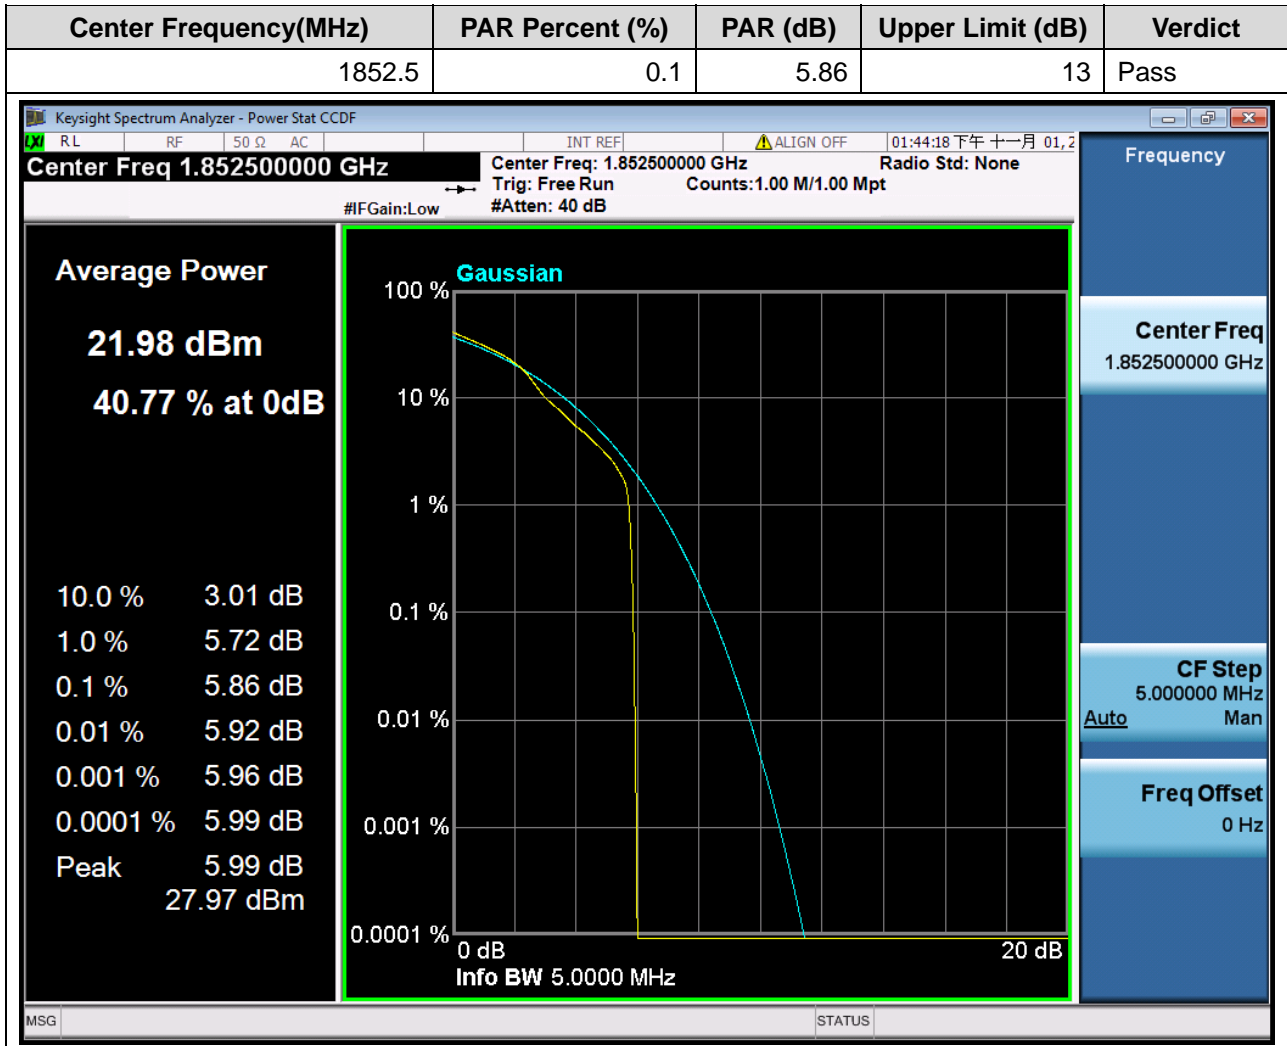 Center Frequency(MHz) PAR Percent (%) PAR (dB) Upper Limit (dB) Verdict
1852.5 0.1 5.86 13 Pass
Keysight Spectrum Analyzer - Power Stat CCDF
LXI RL RF 50 Ω AC INT REF ALIGN OFF 01:44:18 下午 十一月 01, 2
Center Freq 1.852500000 GHz
Center Freq: 1.852500000 GHz Radio Std: None
Trig: Free Run Counts:1.00 M/1.00 Mpt
#IFGain:Low #Atten: 40 dB
Average Power
21.98 dBm
40.77 % at 0dB
10.0 % 3.01 dB
1.0 % 5.72 dB
0.1 % 5.86 dB
0.01 % 5.92 dB
0.001 % 5.96 dB
0.0001 % 5.99 dB
Peak 5.99 dB
27.97 dBm
Gaussian
100 %
10 %
1 %
0.1 %
0.01 %
0.001 %
0.0001 %
0 dB 20 dB
Info BW 5.0000 MHz
Frequency
Center Freq
1.852500000 GHz
CF Step
5.000000 MHz
Auto Man
Freq Offset
0 Hz
MSG STATUS